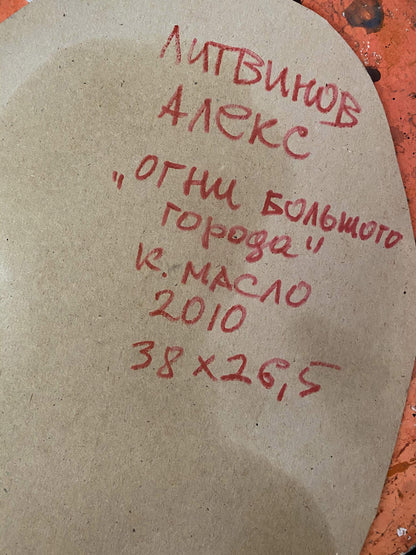 ЛИТВИНОВ
АЛЕКС
„ОГНИ БОЛЬШОГО
ГОРОДА"
К. МАСЛО
2010
38 x 26,5